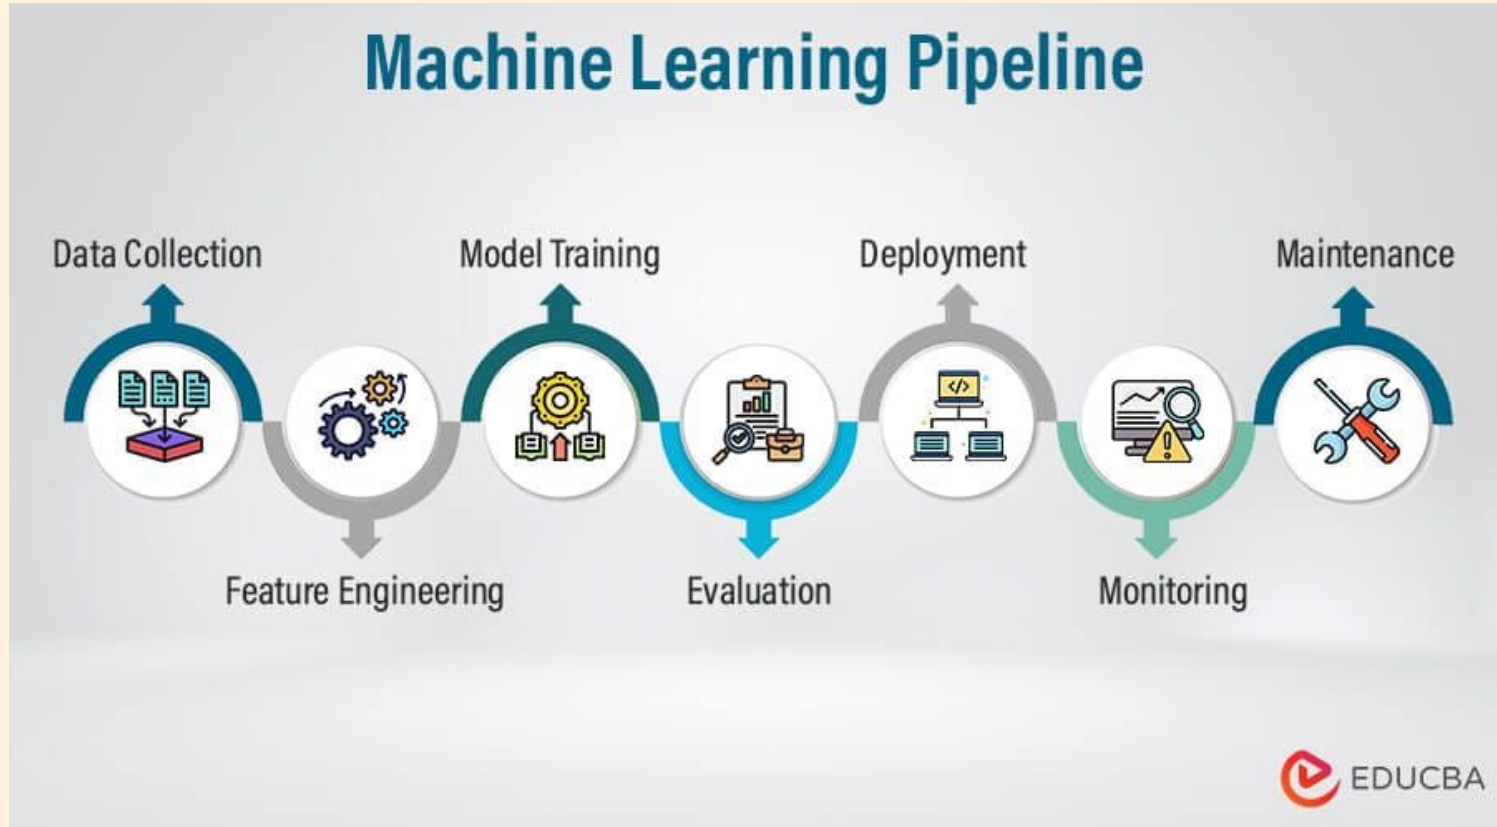 Machine Learning Pipeline
Data Collection
Feature Engineering
Model Training
Evaluation
Deployment
</>
Monitoring
Maintenance
EDUCBA